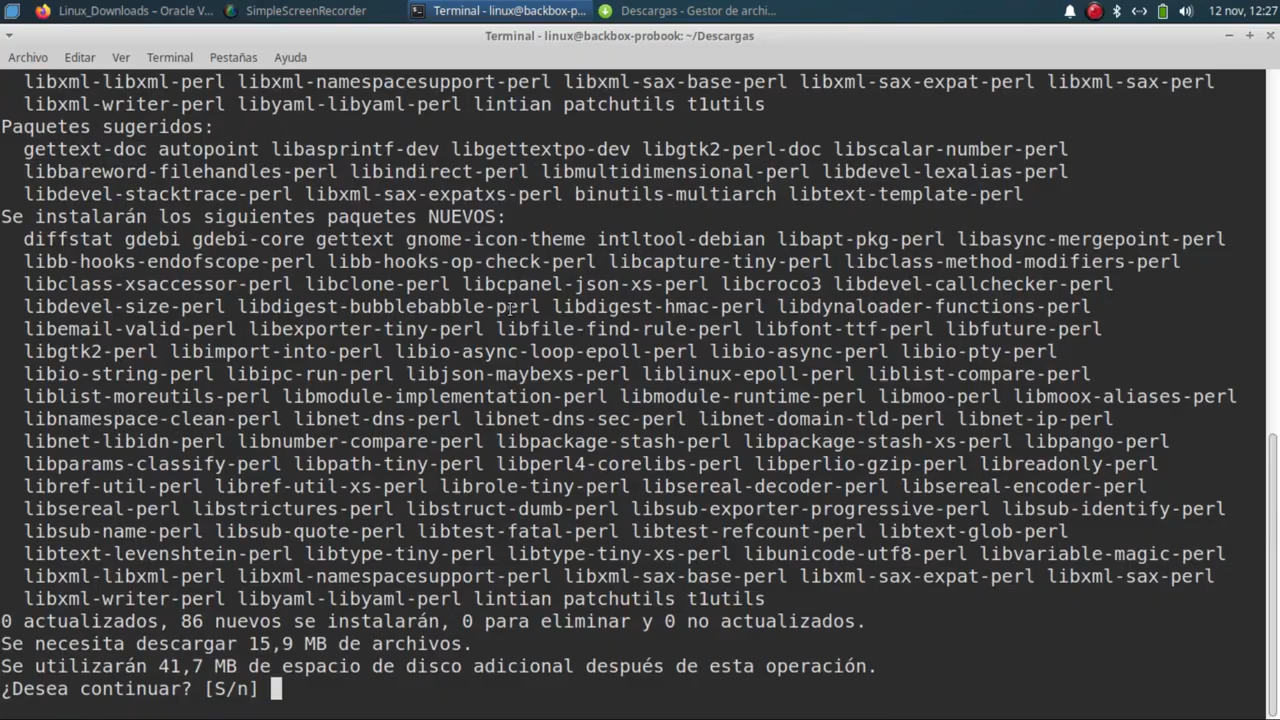 Linux_Downloads – Oracle V...
SimpleScreenRecorder
Terminal - linux@backbox-p...
Descargas - Gestor de archi...
12 nov, 12:27
Terminal - linux@backbox-probook: ~/Descargas
Archivo Editar Ver Terminal Pestañas Ayuda
libxml-libxml-perl libxml-namespacesupport-perl libxml-sax-base-perl libxml-sax-expat-perl libxml-sax-perl
libxml-writer-perl libyaml-libyaml-perl lintian patchutils t1utils
Paquetes sugeridos:
gettext-doc autopoint libasprintf-dev libgettextpo-dev libgtk2-perl-doc libscalar-number-perl
libbareword-filehandles-perl libindirect-perl libmultidimensional-perl libdevel-lexalias-perl
libdevel-stacktrace-perl libxml-sax-expatxs-perl binutils-multiarch libtext-template-perl
Se instalarán los siguientes paquetes NUEVOS:
diffstat gdebi gdebi-core gettext gnome-icon-theme intltool-debian libapt-pkg-perl libasync-mergepoint-perl
libb-hooks-endofscope-perl libb-hooks-op-check-perl libcapture-tiny-perl libclass-method-modifiers-perl
libclass-xsaccessor-perl libclone-perl libcpanel-json-xs-perl libcroco3 libdevel-callchecker-perl
libdevel-size-perl libdigest-bubblebabble-perl libdigest-hmac-perl libdynaloader-functions-perl
libemail-valid-perl libexporter-tiny-perl libfile-find-rule-perl libfont-ttf-perl libfuture-perl
libgtk2-perl libimport-into-perl libio-async-loop-epoll-perl libio-async-perl libio-pty-perl
libio-string-perl libipc-run-perl libjson-maybexs-perl liblinux-epoll-perl liblist-compare-perl
liblist-moreutils-perl libmodule-implementation-perl libmodule-runtime-perl libmoo-perl libmoox-aliases-perl
libnamespace-clean-perl libnet-dns-perl libnet-dns-sec-perl libnet-domain-tld-perl libnet-ip-perl
libnet-libidn-perl libnumber-compare-perl libpackage-stash-perl libpackage-stash-xs-perl libpango-perl
libparams-classify-perl libpath-tiny-perl libperl4-corelibs-perl libperlio-gzip-perl libreadonly-perl
libref-util-perl libref-util-xs-perl librole-tiny-perl libsereal-decoder-perl libsereal-encoder-perl
libsereal-perl libstrictures-perl libstruct-dumb-perl libsub-exporter-progressive-perl libsub-identify-perl
libsub-name-perl libsub-quote-perl libtest-fatal-perl libtest-refcount-perl libtext-glob-perl
libtext-levenshtein-perl libtype-tiny-perl libtype-tiny-xs-perl libunicode-utf8-perl libvariable-magic-perl
libxml-libxml-perl libxml-namespacesupport-perl libxml-sax-base-perl libxml-sax-expat-perl libxml-sax-perl
libxml-writer-perl libyaml-libyaml-perl lintian patchutils t1utils
0 actualizados, 86 nuevos se instalarán, 0 para eliminar y 0 no actualizados.
Se necesita descargar 15,9 MB de archivos.
Se utilizarán 41,7 MB de espacio de disco adicional después de esta operación.
¿Desea continuar? [S/n]